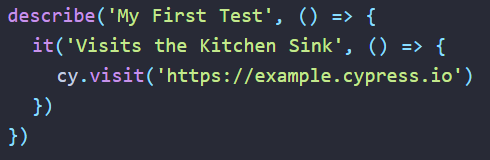 describe('My First Test', () => {
  it('Visits the Kitchen Sink', () => {
    cy.visit('https://example.cypress.io')
  })
})